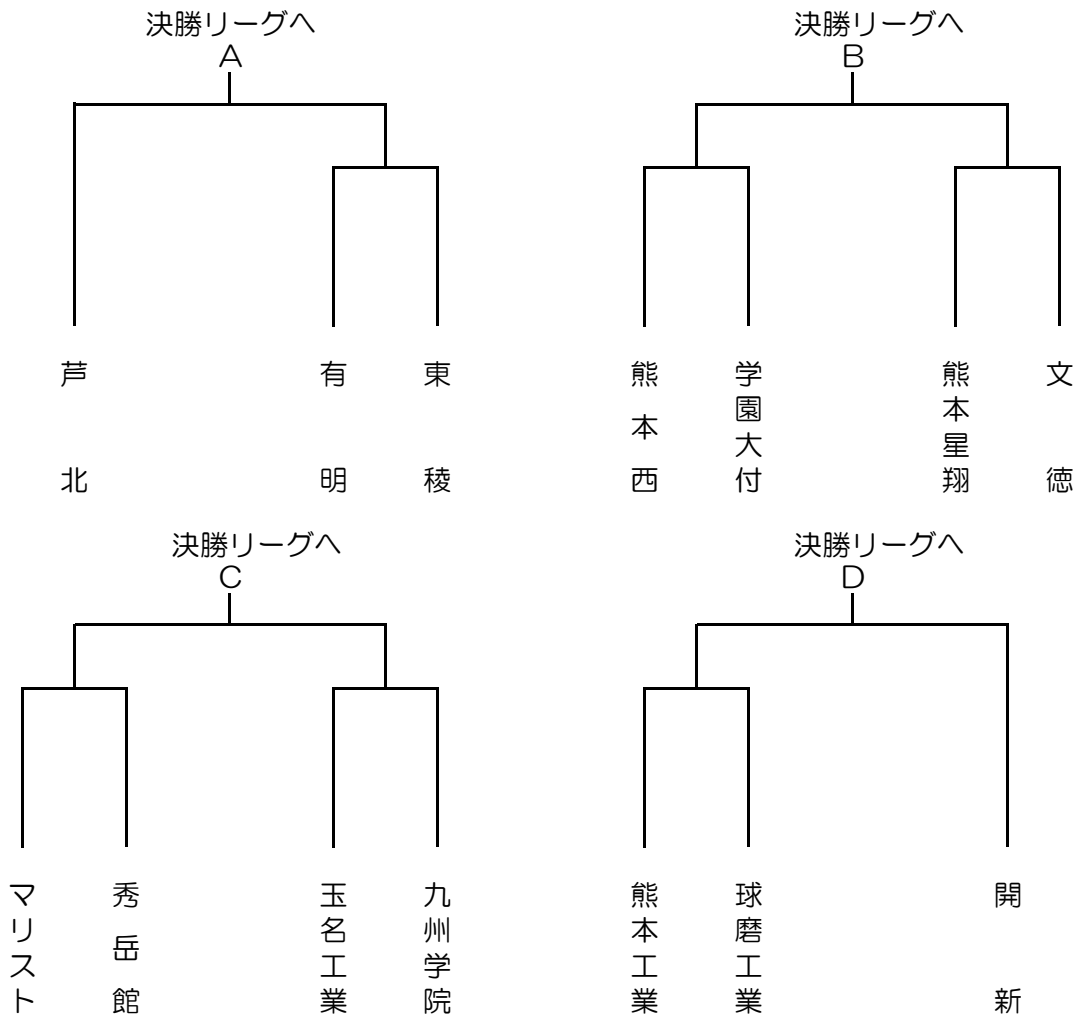 決勝リーグへ
A
芦北
有明
東稜
決勝リーグへ
B
熊本西
学園大付
熊本星翔
文徳
決勝リーグへ
C
マリスト
秀岳館
玉名工業
九州学院
決勝リーグへ
D
熊本工業
球磨工業
開新